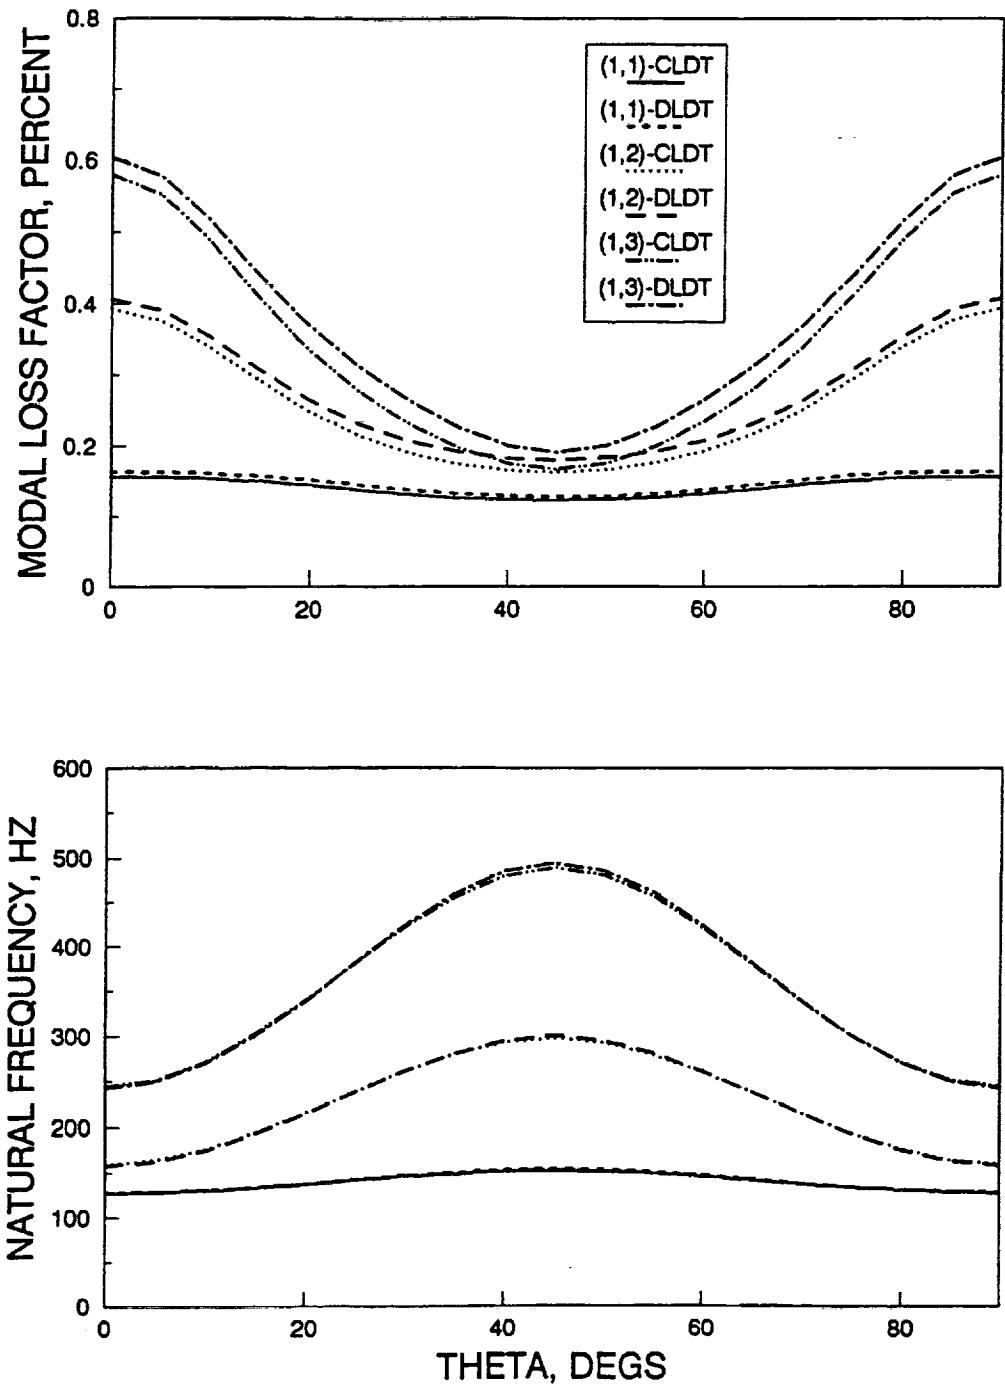 MODAL LOSS FACTOR, PERCENT
0.8
0.6
0.4
0.2
0
0 20 40 60 80
(1,1)-CLDT
(1,1)-DLDT
(1,2)-CLDT
(1,2)-DLDT
(1,3)-CLDT
(1,3)-DLDT
NATURAL FREQUENCY, HZ
600
500
400
300
200
100
0
0 20 40 60 80
THETA, DEGS